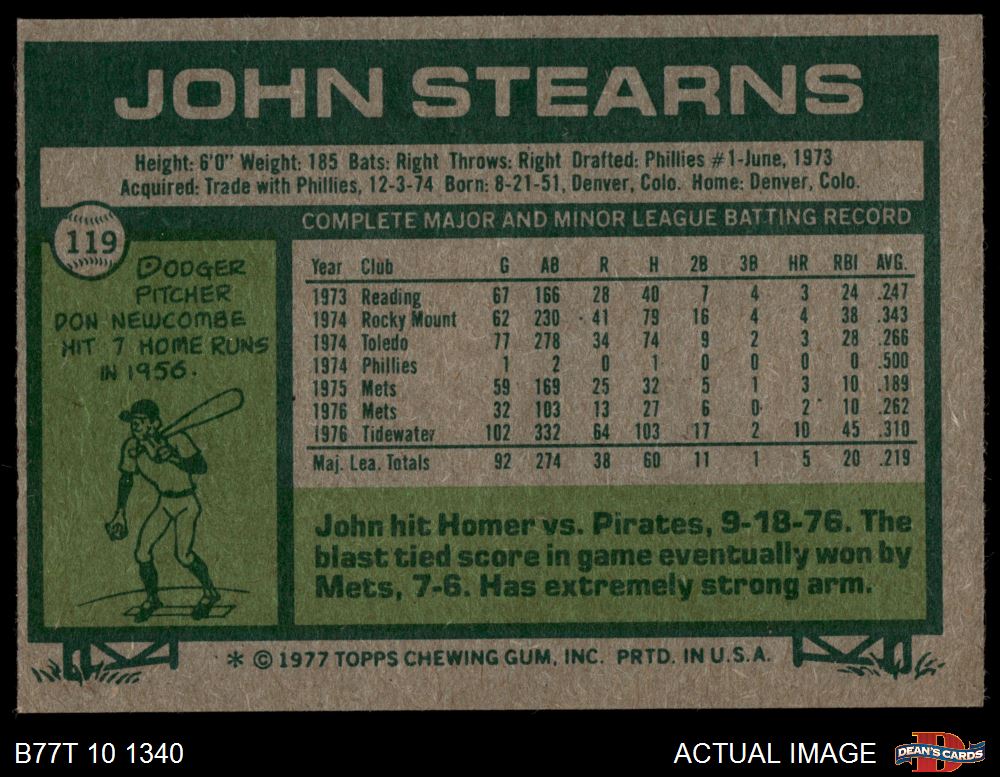 JOHN STEARNS
Height: 6'0" Weight: 185 Bats: Right Throws: Right Drafted: Phillies #1-June, 1973
Acquired: Trade with Phillies, 12-3-74 Born: 8-21-51, Denver, Colo. Home: Denver, Colo.
119
DODGER
PITCHER
DON NEWCOMBE
HIT 7 HOME RUNS
IN 1956.
COMPLETE MAJOR AND MINOR LEAGUE BATTING RECORD
Year Club G AB R H 2B 3B HR RBI AVG.
1973 Reading 67 166 28 40 7 4 3 24 .247
1974 Rocky Mount 62 230 41 79 16 4 4 38 .343
1974 Toledo 77 278 34 74 9 2 3 28 .266
1974 Phillies 1 2 0 1 0 0 0 0 .500
1975 Mets 59 169 25 32 5 1 3 10 .189
1976 Mets 32 103 13 27 6 0 2 10 .262
1976 Tidewater 102 332 64 103 17 2 10 45 .310
Maj. Lea. Totals 92 274 38 60 11 1 5 20 .219
John hit Homer vs. Pirates, 9-18-76. The
blast tied score in game eventually won by
Mets, 7-6. Has extremely strong arm.
* © 1977 TOPPS CHEWING GUM, INC. PRTD. IN U.S.A.
B77T 10 1340
ACTUAL IMAGE
DEAN'S CARDS